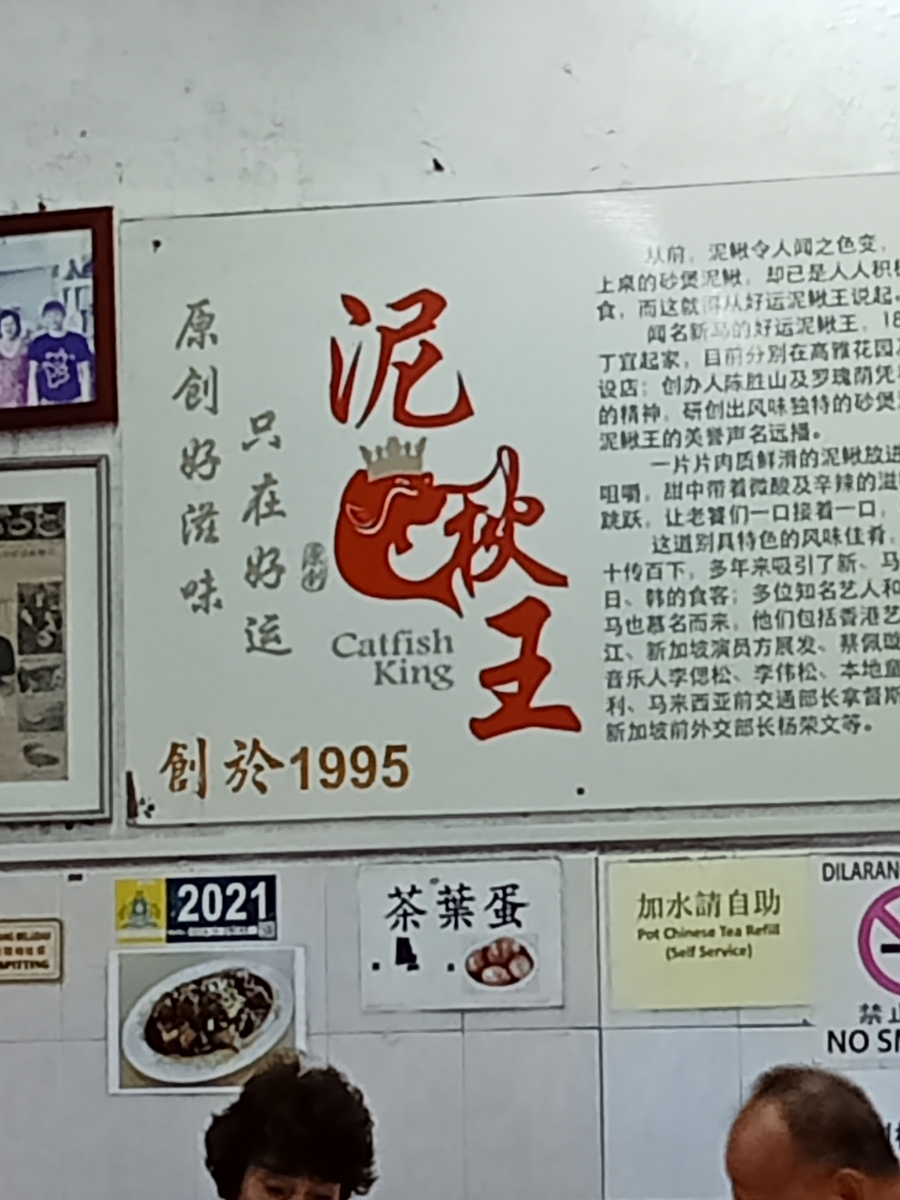 原創好滋味
只在好运
泥
秋
王
Catfish
King
創於1995
从前，泥鳅令人闻之色变，
上桌的砂煲泥鳅，却已是人人积
食，而这就得从好运泥鳅王说起。
闻名新马的好运泥鳅王，18
丁宜起家，目前分别在高雅花园
设店；创办人陈胜山及罗瑰荫凭
的精神，研创出风味独特的砂煲
泥鳅王的美誉声名远播。
一片片肉质鲜滑的泥鳅放进
咀嚼，甜中带着微酸及辛辣的滋
跳跃，让老饕们一口接着一口，
这道别具特色的风味佳肴，
十传百下，多年来吸引了新、马
日、韩的食客；多位知名艺人和
马也慕名而来，他们包括香港艺
江、新加坡演员方展发、蔡佩璇
音乐人李偲松、李伟松、本地
利、马来西亚前交通部长拿督斯
新加坡前外交部长杨荣文等。
2021
茶葉蛋
加水請自助
Pot Chinese Tea Refill
(Self Service)
DILARAN
禁止
NO SM
SPITTING